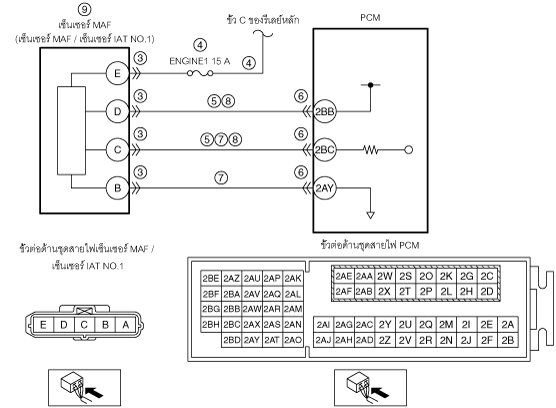 ⑨
เซ็นเซอร์ MAF
(เซ็นเซอร์ MAF / เซ็นเซอร์ IAT NO.1)
ขั้ว C ของรีเลย์หลัก
PCM
③ ④
E ENGINE1 15 A ④
③ ⑤ ⑧ ⑥
D 2BB
③ ⑤ ⑦ ⑧ ⑥
C 2BC
③ ⑦ ⑥
B 2AY
ขั้วต่อด้านชุดสายไฟเซ็นเซอร์ MAF /
เซ็นเซอร์ IAT NO.1
E D C B A
ขั้วต่อด้านชุดสายไฟ PCM
2BE 2AZ 2AU 2AP 2AK 2AE 2AA 2W 2S 2O 2K 2G 2C
2BF 2BA 2AV 2AQ 2AL 2AF 2AB 2X 2T 2P 2L 2H 2D
2BG 2BB 2AW 2AR 2AM
2BH 2BC 2AX 2AS 2AN 2AI 2AG 2AC 2Y 2U 2Q 2M 2I 2E 2A
2BD 2AY 2AT 2AO 2AJ 2AH 2AD 2Z 2V 2R 2N 2J 2F 2B